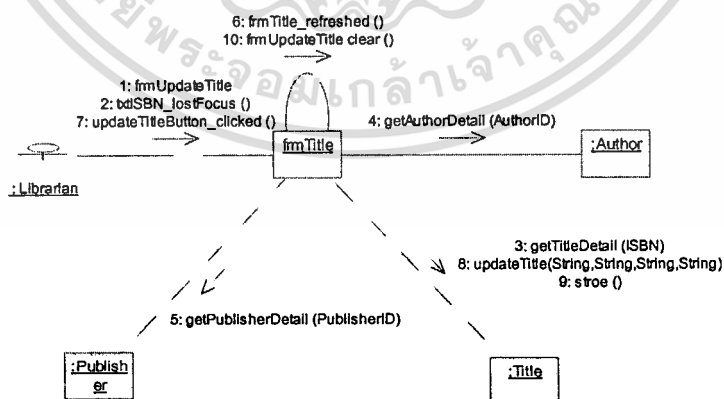 6: frmTitle_refreshed ()
10: frmUpdateTitle clear ()
1: frmUpdateTitle
2: txtISBN_lostFocus ()
7: updateTitleButton_clicked ()
4: getAuthorDetail (AuthorID)
frmTitle
:Author
: Librarian
3: getTitleDetail (ISBN)
8: updateTitle(String,String,String,String)
9: stroe ()
5: getPublisherDetail (PublisherID)
:Publish
er
:Title